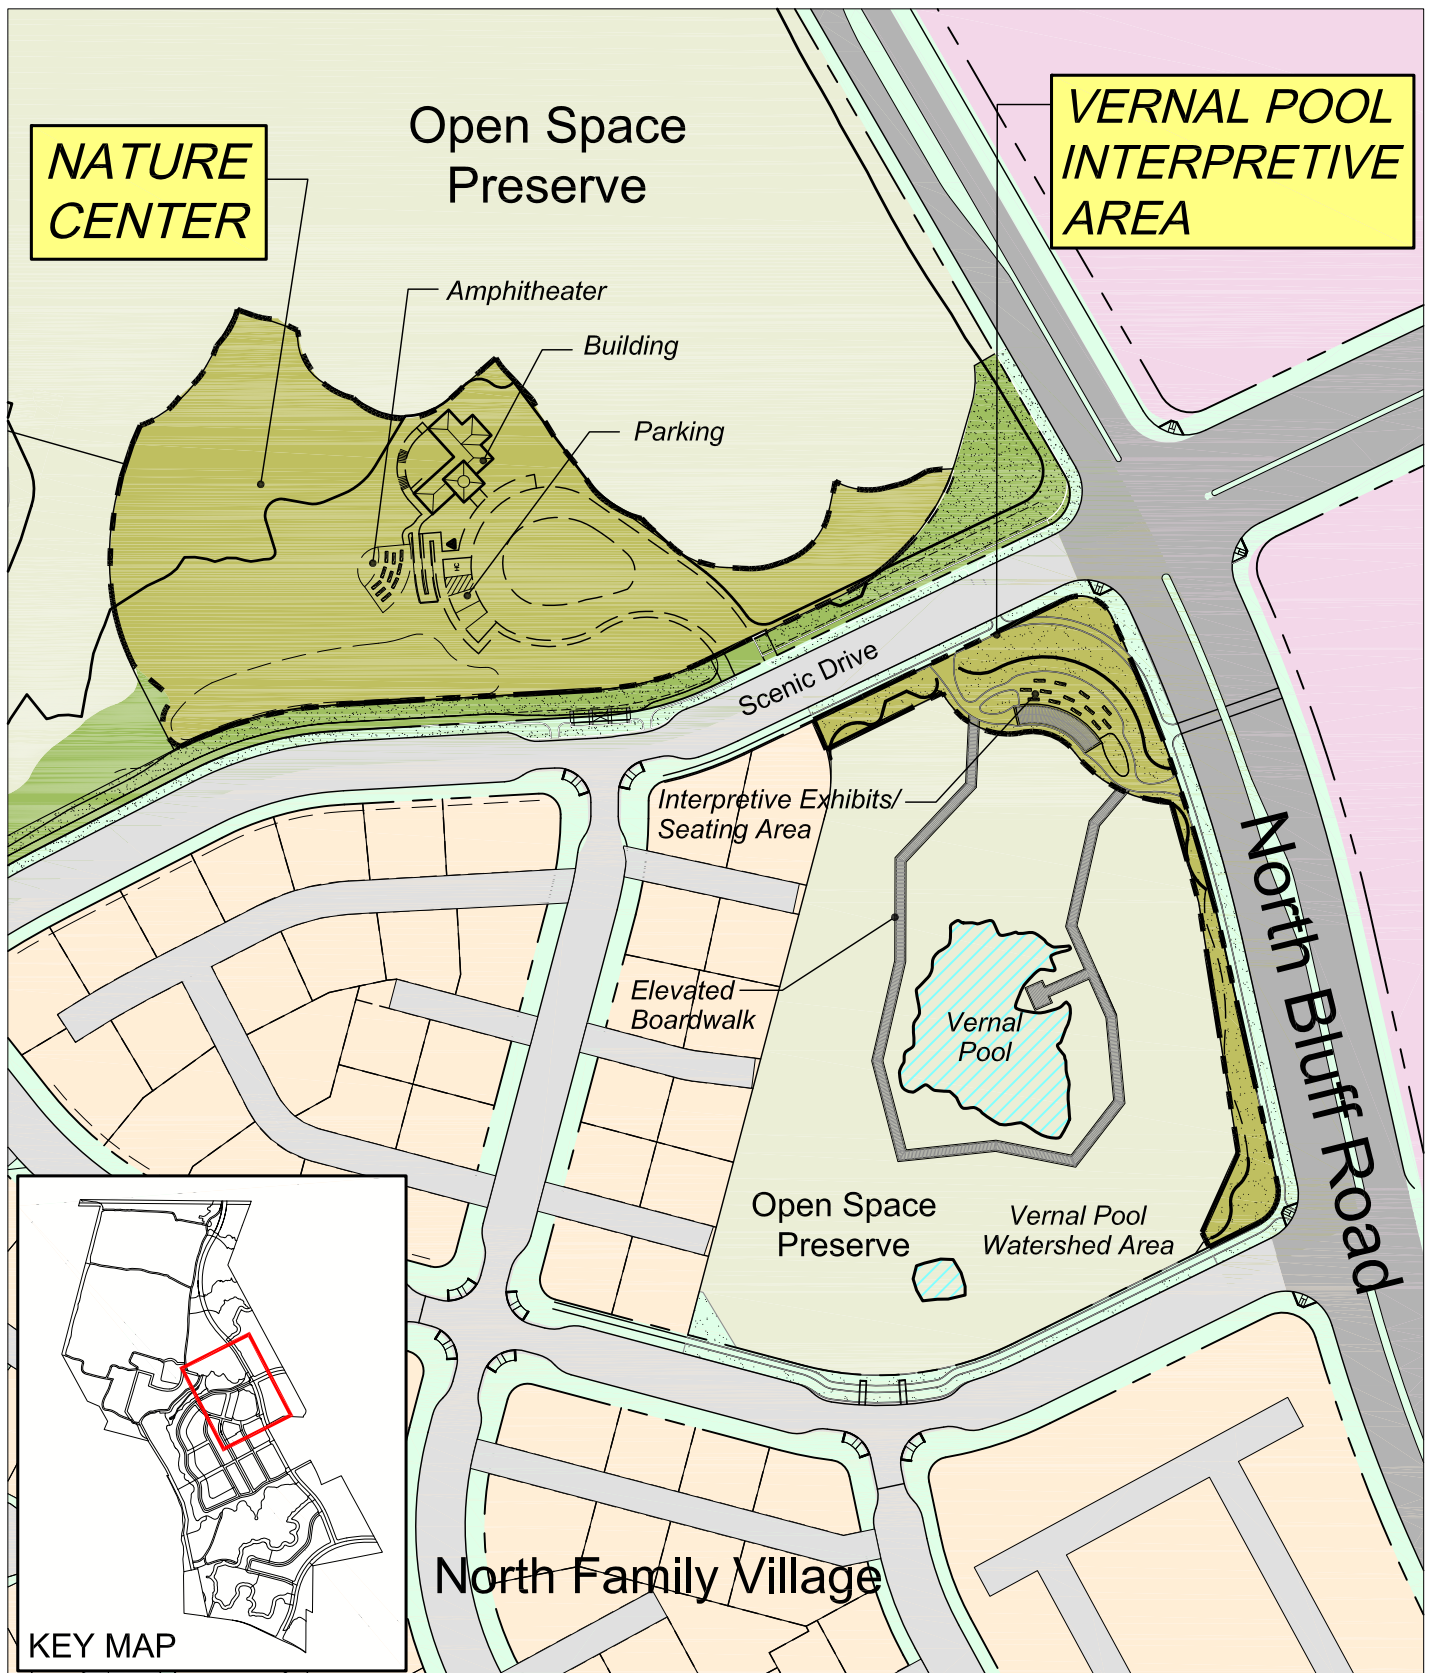 Open Space
Preserve
NATURE
CENTER
VERNAL POOL
INTERPRETIVE
AREA
Amphitheater
Building
Parking
HC
Scenic Drive
Interpretive Exhibits/
Seating Area
North Bluff Road
Elevated
Boardwalk
Vernal
Pool
Open Space
Preserve
Vernal Pool
Watershed Area
North Family Village
KEY MAP